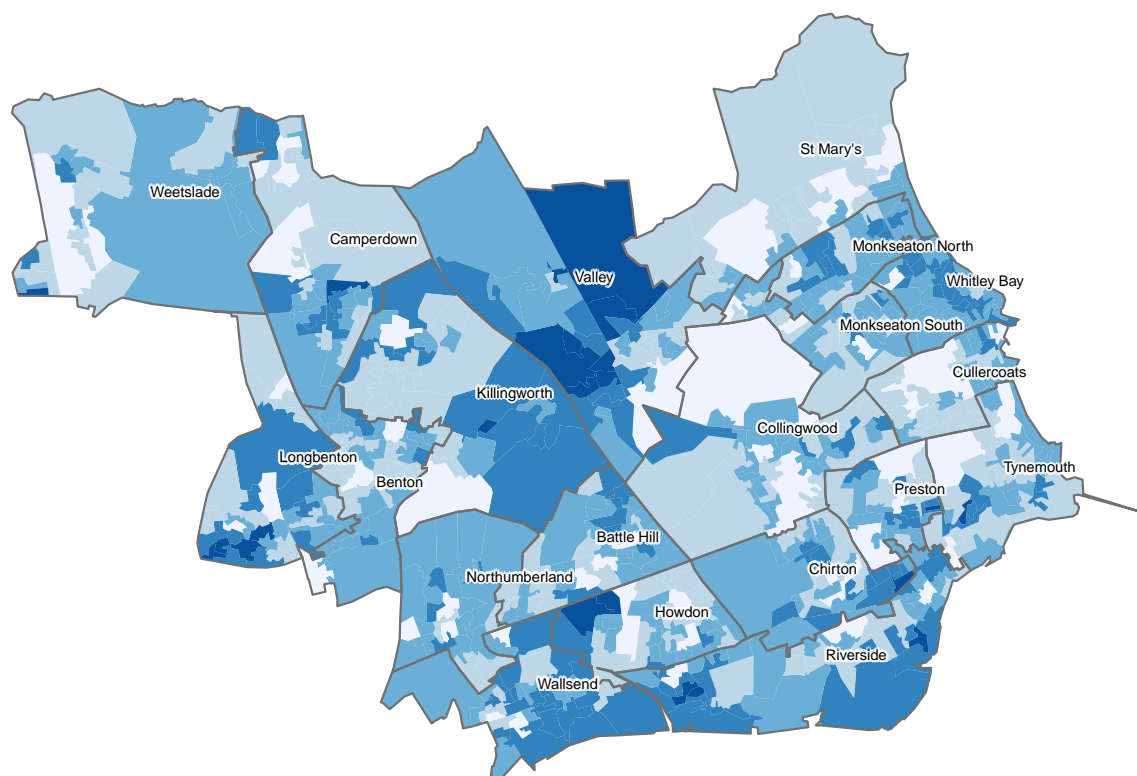 St Mary's
Weetslade
Camperdown
Monkseaton North
Valley
Whitley Bay
Monkseaton South
Cullercoats
Killingworth
Collingwood
Longbenton
Tynemouth
Benton
Preston
Battle Hill
Chirton
Northumberland
Howdon
Riverside
Wallsend